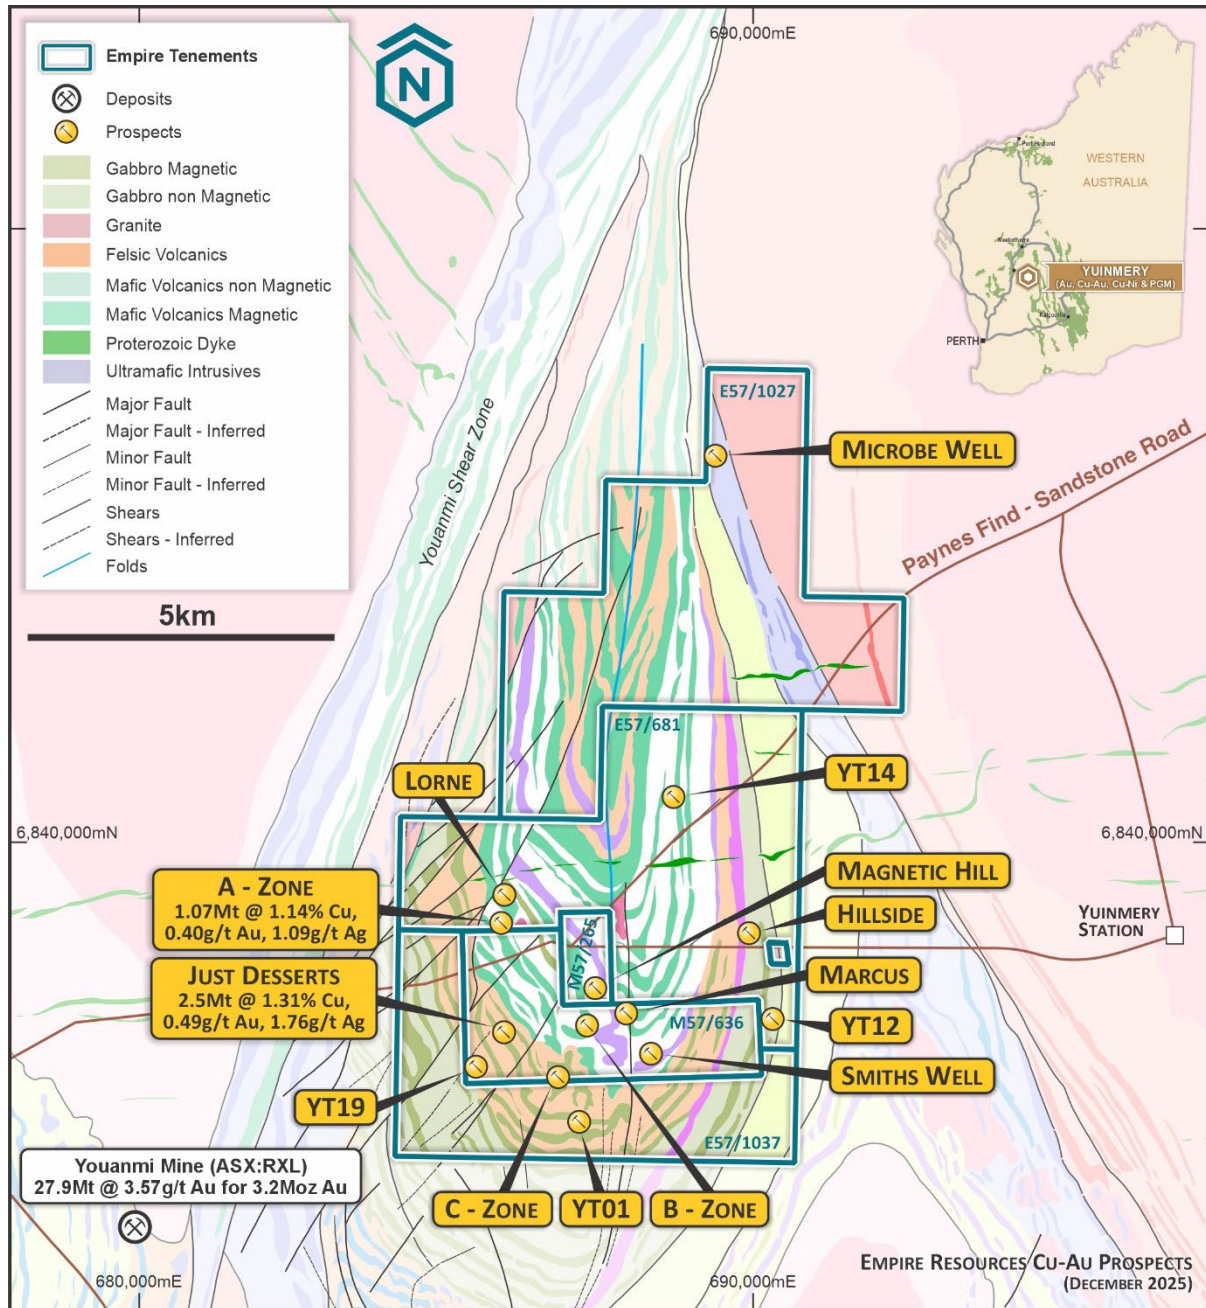 690,000mE
Empire Tenements
Deposits
Prospects
Gabbro Magnetic
Gabbro non Magnetic
Granite
Felsic Volcanics
Mafic Volcanics non Magnetic
Mafic Volcanics Magnetic
Proterozoic Dyke
Ultramafic Intrusives
Major Fault
Major Fault - Inferred
Minor Fault
Minor Fault - Inferred
Shears
Shears - Inferred
Folds
5km
N
WESTERN
AUSTRALIA
YUINMERY
(Au, Cu-Au, Cu-Ni & PGM)
PERTH
Youanmi Shear Zone
E57/1027
MICROBE WELL
Paynes Find - Sandstone Road
E57/681
LORNE
YT14
6,840,000mN
6,840,000mN
A - ZONE
1.07Mt @ 1.14% Cu,
0.40g/t Au, 1.09g/t Ag
MAGNETIC HILL
HILLSIDE
YUINMERY
STATION
M57/265
JUST DESSERTS
2.5Mt @ 1.31% Cu,
0.49g/t Au, 1.76g/t Ag
MARCUS
M57/636
YT12
SMITHS WELL
YT19
E57/1037
Youanmi Mine (ASX:RXL)
27.9Mt @ 3.57g/t Au for 3.2Moz Au
C - ZONE
YT01
B - ZONE
EMPIRE RESOURCES CU-AU PROSPECTS
(DECEMBER 2025)
680,000mE
690,000mE